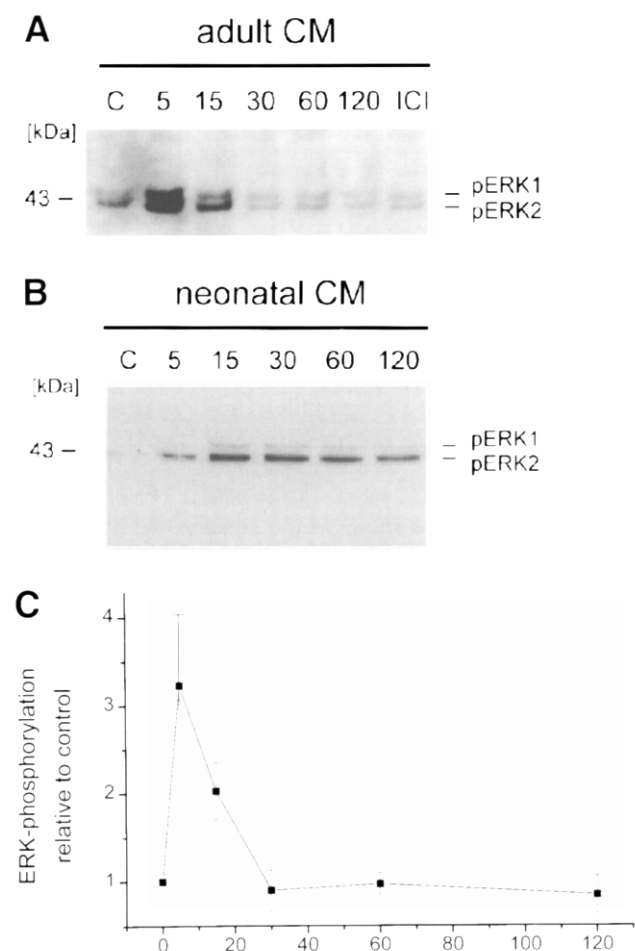 A
adult CM
C 5 15 30 60 120 ICI
[kDa]
43 –
pERK1
pERK2
B
neonatal CM
C 5 15 30 60 120
[kDa]
43 –
pERK1
pERK2
C
ERK-phosphorylation
relative to control
4
3
2
1
0 20 40 60 80 100 120